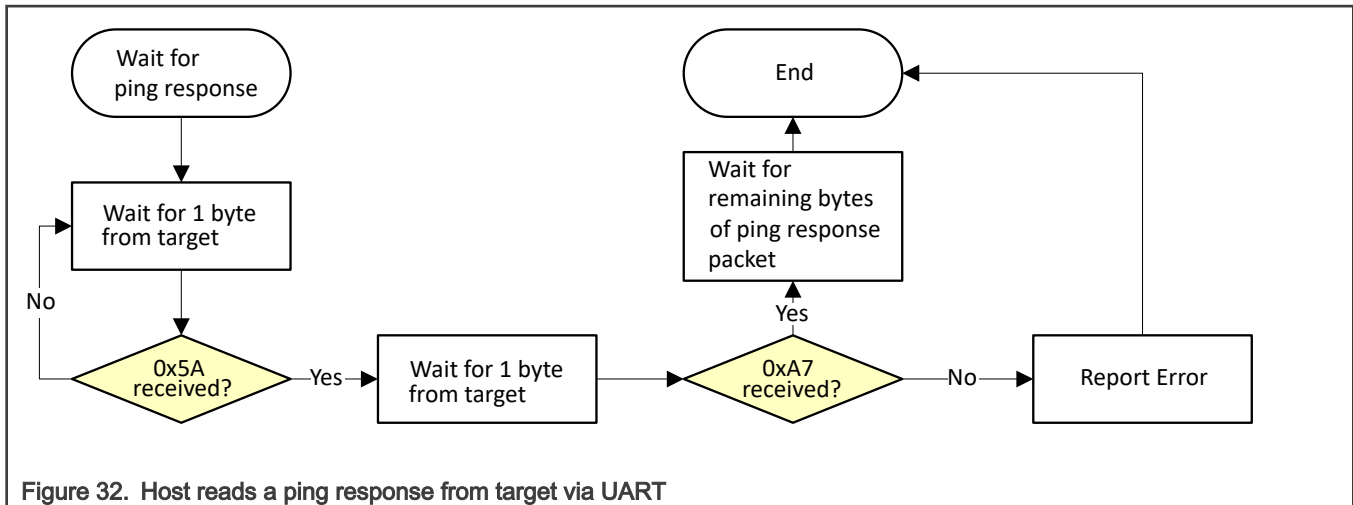 Wait for
ping response
End
Wait for 1 byte
from target
Wait for
remaining bytes
of ping response
packet
No
Yes
0x5A
received?
Yes
Wait for 1 byte
from target
0xA7
received?
No
Report Error
Figure 32. Host reads a ping response from target via UART